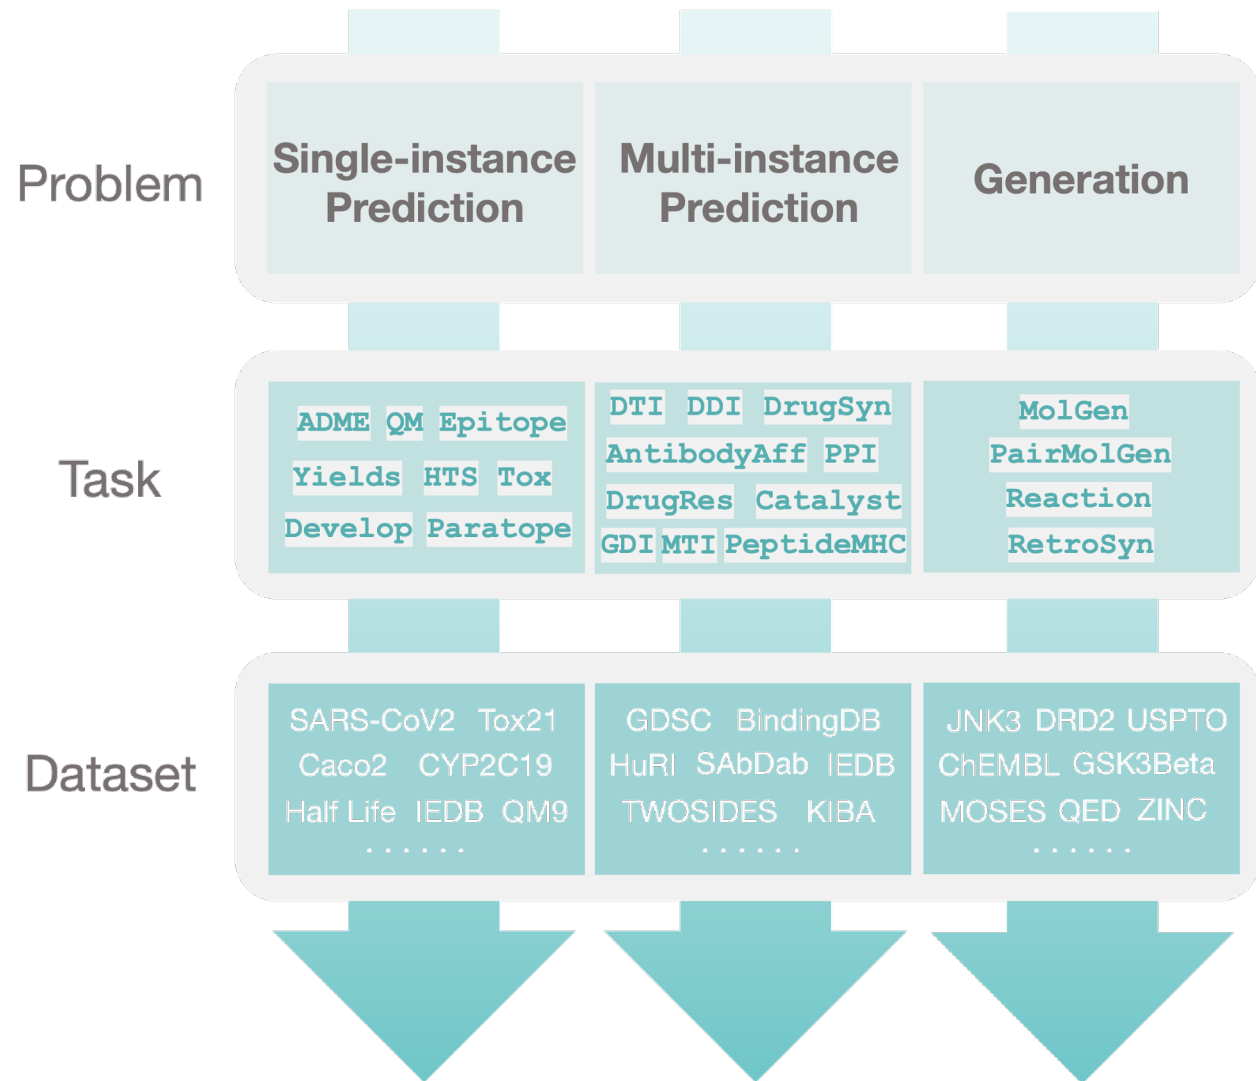 Problem
Single-instance
Prediction
Multi-instance
Prediction
Generation
Task
ADME QM Epitope
Yields HTS Tox
Develop Paratope
DTI DDI DrugSyn
AntibodyAff PPI
DrugRes Catalyst
GDI MTI PeptideMHC
MolGen
PairMolGen
Reaction
RetroSyn
Dataset
SARS-CoV2 Tox21
Caco2 CYP2C19
Half Life IEDB QM9
. . . . . .
GDSC BindingDB
HuRI SAbDab IEDB
TWOSIDES KIBA
. . . . . .
JNK3 DRD2 USPTO
ChEMBL GSK3Beta
MOSES QED ZINC
. . . . . .